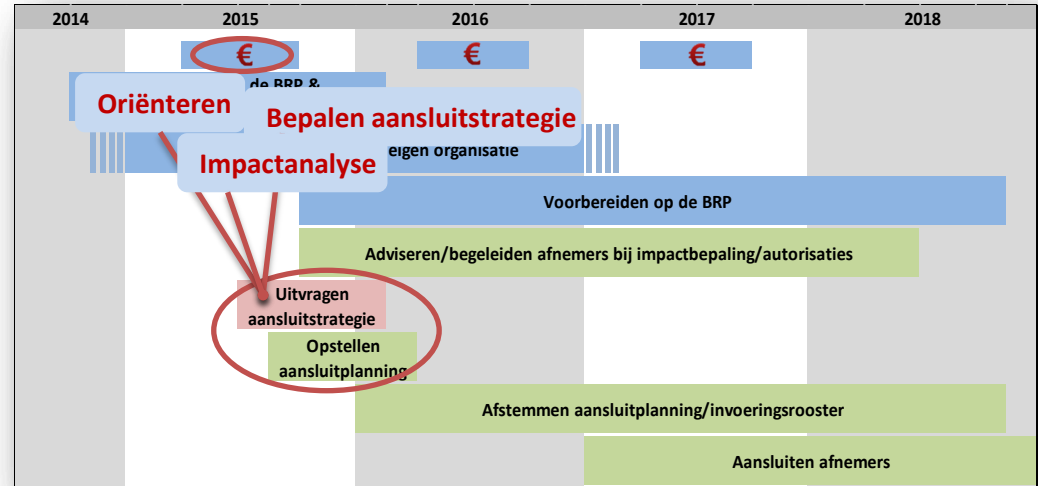 2014 2015 2016 2017 2018
€ € €
de BRP &
Oriënteren
Bepalen aansluitstrategie
eigen organisatie
Impactanalyse
Voorbereiden op de BRP
Adviseren/begeleiden afnemers bij impactbepaling/autorisaties
Uitvragen
aansluitstrategie
Opstellen
aansluitplanning
Afstemmen aansluitplanning/invoeringsrooster
Aansluiten afnemers